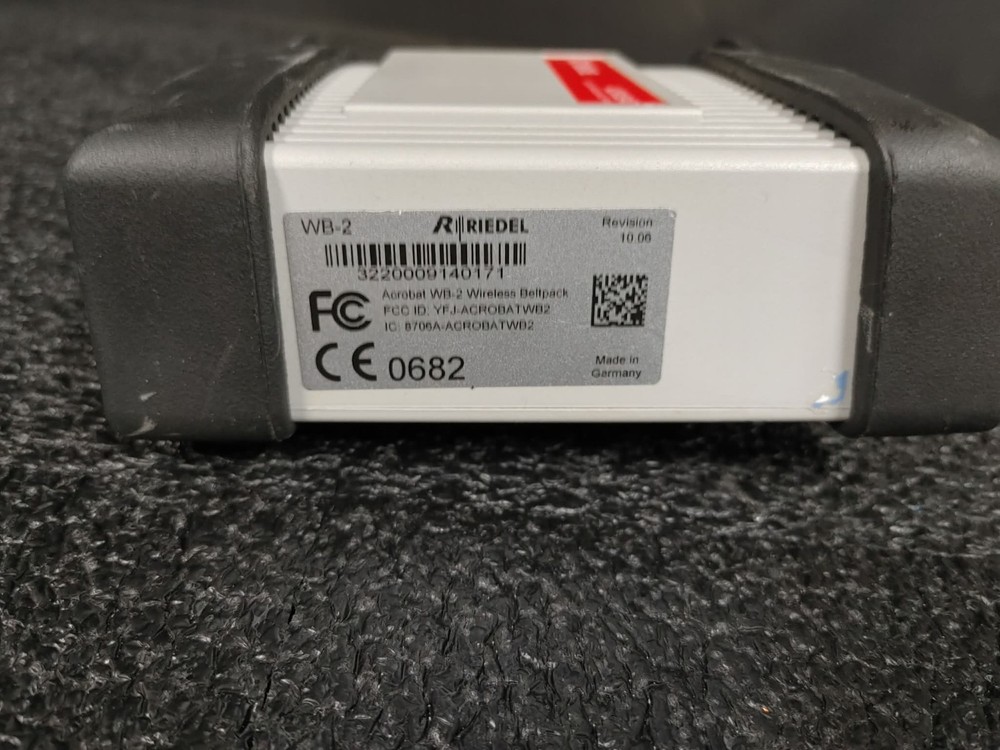 WB-2
RIEDEL
Revision
10.06
3220009140171
FC
Acrobat WB-2 Wireless Beltpack
FCC ID: YFJ-ACROBATWB2
IC: 8706A-ACROBATWB2
CE 0682
Made in
Germany